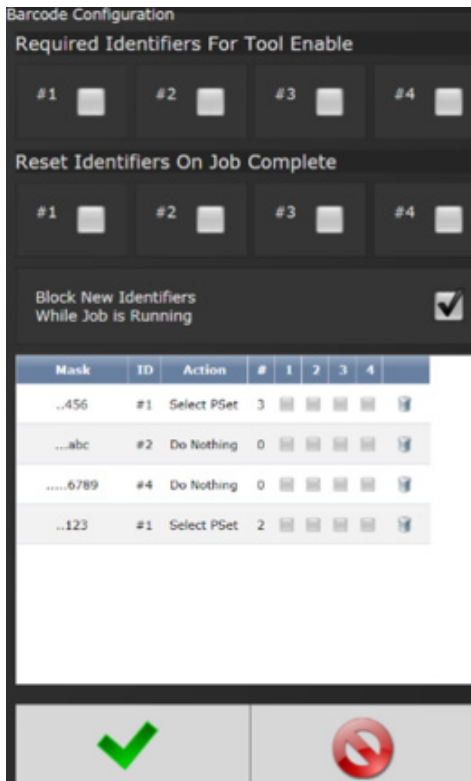 Barcode Configuration
Required Identifiers For Tool Enable
#1 #2 #3 #4
Reset Identifiers On Job Complete
#1 #2 #3 #4
Block New Identifiers
While Job is Running
Mask ID Action # 1 2 3 4
..456 #1 Select PSet 3
...abc #2 Do Nothing 0
.....6789 #4 Do Nothing 0
..123 #1 Select PSet 2